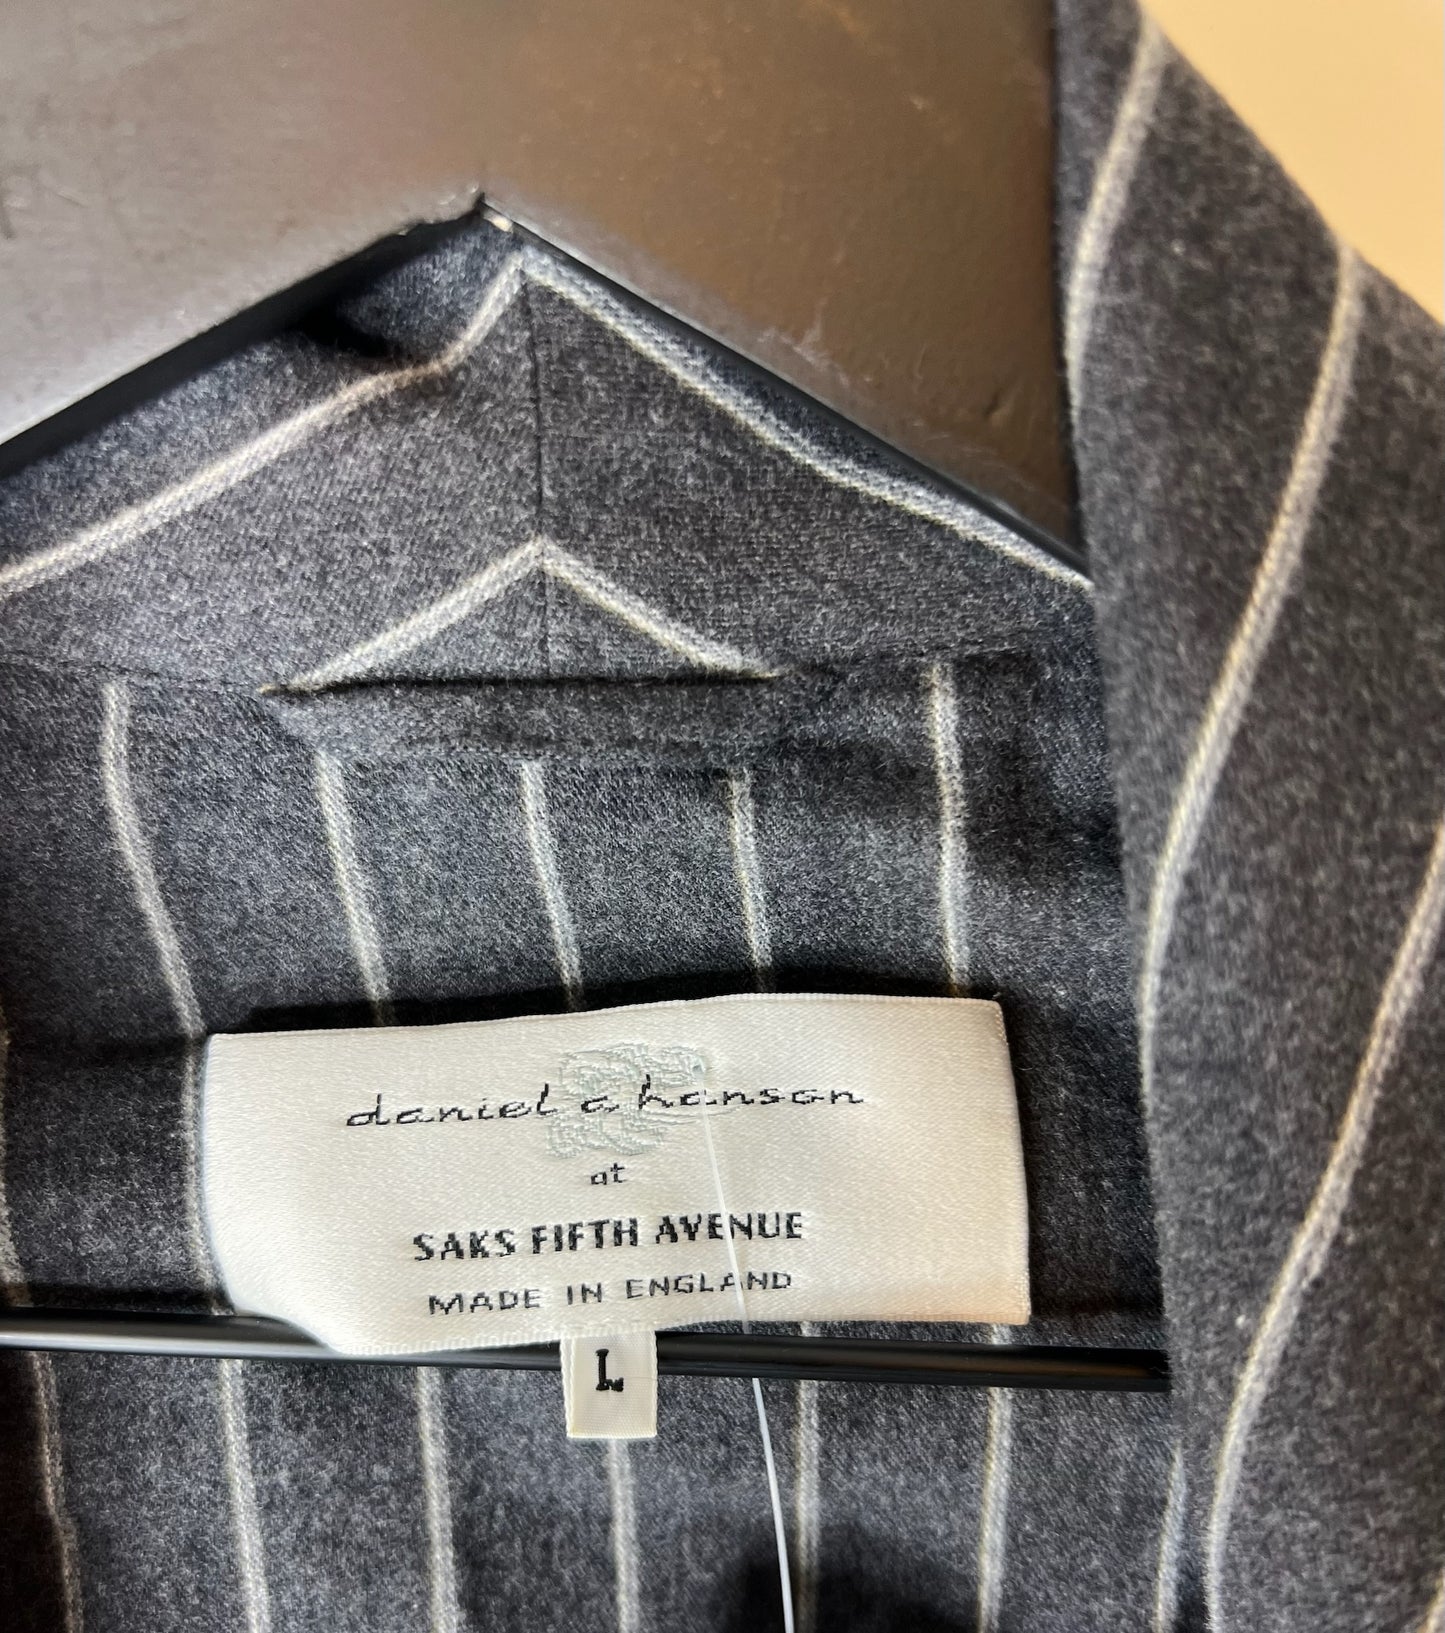 daniel a hanson
at
SAKS FIFTH AVENUE
MADE IN ENGLAND
L